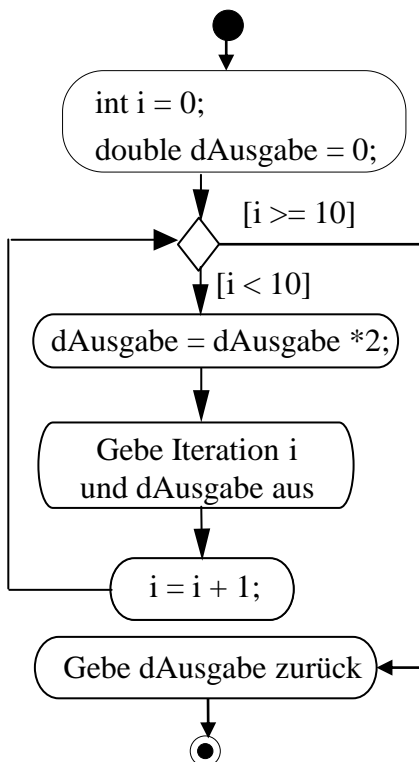 int i = 0;
double dAusgabe = 0;
[i >= 10]
[i < 10]
dAusgabe = dAusgabe *2;
Gebe Iteration i
und dAusgabe aus
i = i + 1;
Gebe dAusgabe zurück